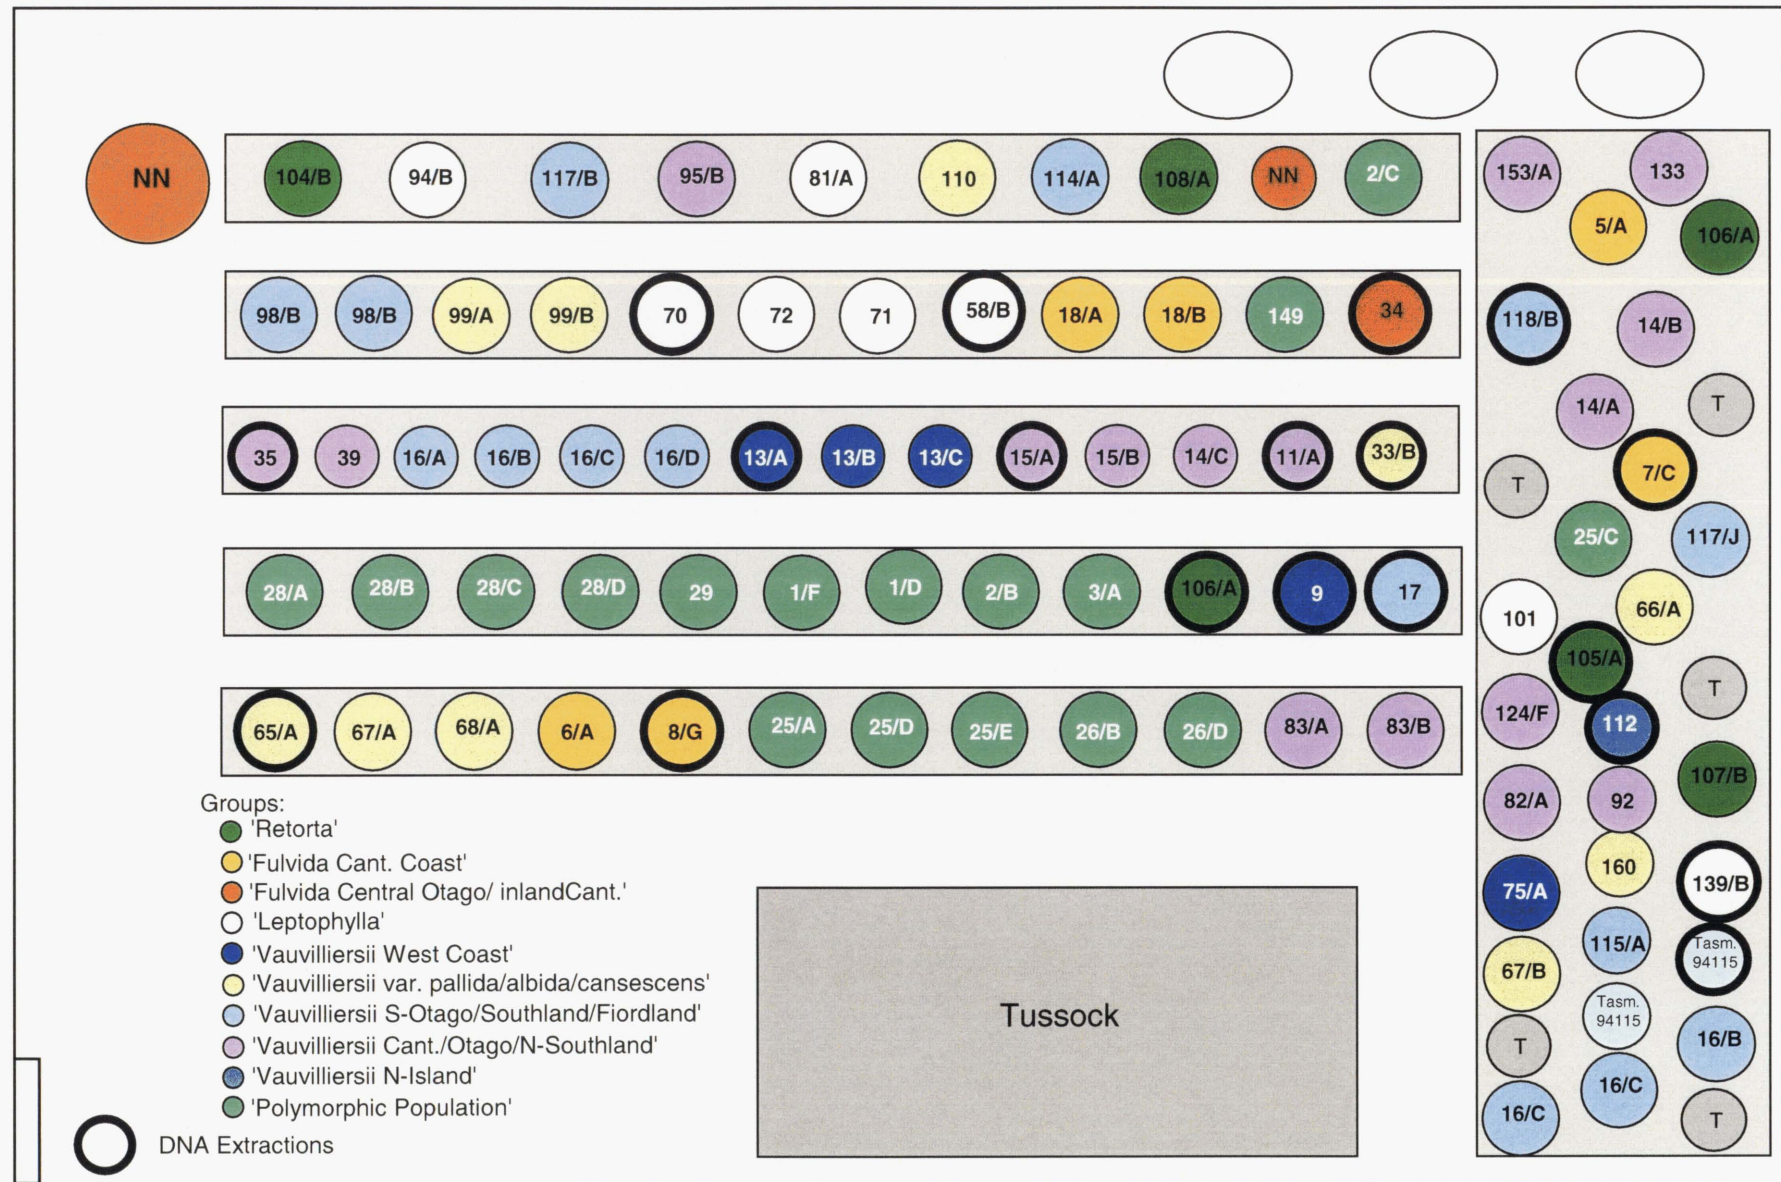 NN 104/B 94/B 117/B 95/B 81/A 110 114/A 108/A NN 2/C
98/B 98/B 99/A 99/B 70 72 71 58/B 18/A 18/B 149 34
35 39 16/A 16/B 16/C 16/D 13/A 13/B 13/C 15/A 15/B 14/C 11/A 33/B
28/A 28/B 28/C 28/D 29 1/F 1/D 2/B 3/A 106/A 9 17
65/A 67/A 68/A 6/A 8/G 25/A 25/D 25/E 26/B 26/D 83/A 83/B
153/A 133
5/A 106/A
118/B 14/B
14/A T
T 7/C
25/C 117/J
101 66/A
105/A
T
124/F 112
107/B
82/A 92
160
75/A 139/B
115/A Tasm.
94115
67/B
Tasm.
94115
T 16/B
16/C
16/C T
Groups:
'Retorta'
'Fulvida Cant. Coast'
'Fulvida Central Otago/ inlandCant.'
'Leptophylla'
'Vauvilliersii West Coast'
'Vauvilliersii var. pallida/albida/cansescens'
'Vauvilliersii S-Otago/Southland/Fiordland'
'Vauvilliersii Cant./Otago/N-Southland'
'Vauvilliersii N-Island'
'Polymorphic Population'
DNA Extractions
Tussock